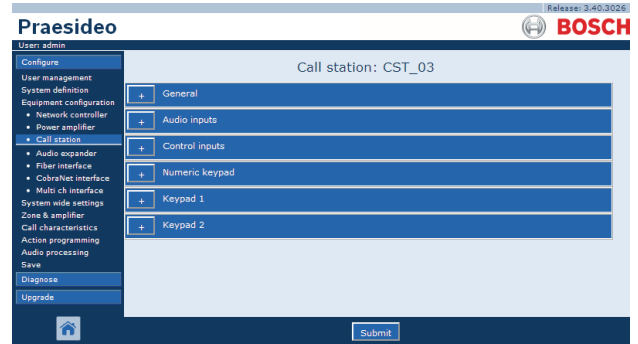 Release: 3.40.3026
Praesideo
BOSCH
User: admin
Configure
User management
System definition
Equipment configuration
• Network controller
• Power amplifier
• Call station
• Audio expander
• Fiber interface
• CobraNet interface
• Multi ch interface
System wide settings
Zone & amplifier
Call characteristics
Action programming
Audio processing
Save
Diagnose
Upgrade
Call station: CST_03
+ General
+ Audio inputs
+ Control inputs
+ Numeric keypad
+ Keypad 1
+ Keypad 2
Submit